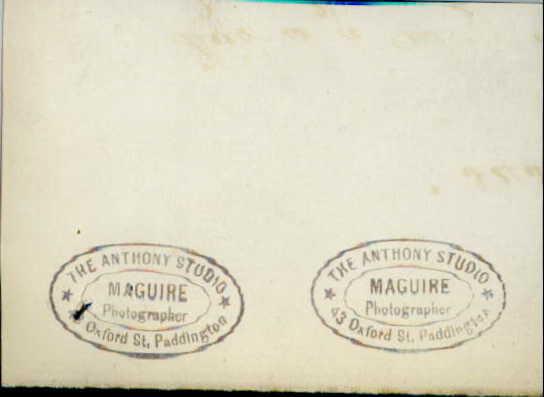 THE ANTHONY STUDIO
MAGUIRE
Photographer
Oxford St, Paddington
THE ANTHONY STUDIO
MAGUIRE
Photographer
43 Oxford St, Paddington